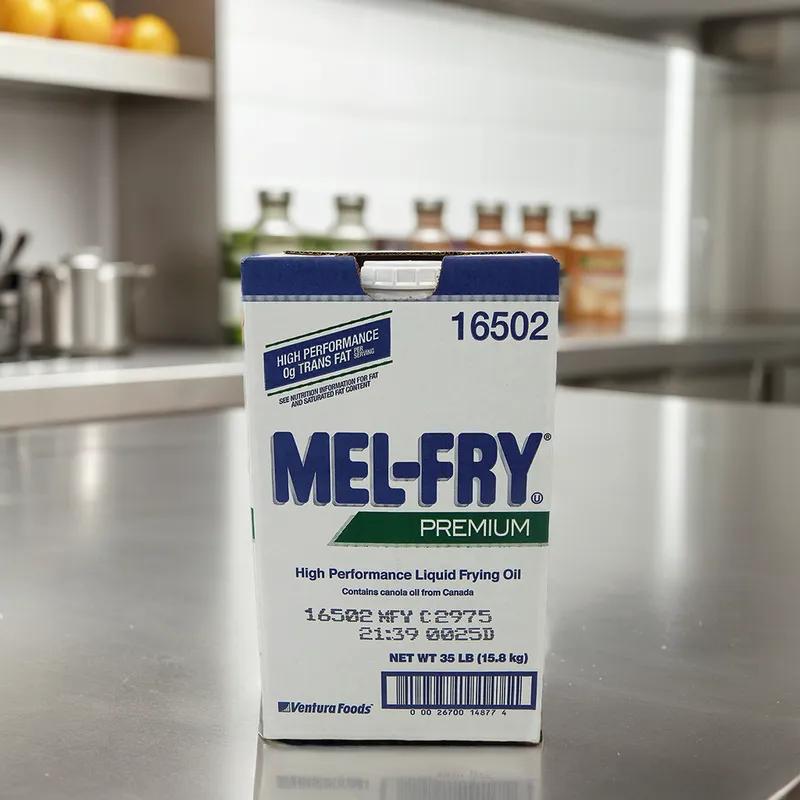 16502
HIGH PERFORMANCE
0g TRANS FAT PER SERVING
SEE NUTRITION INFORMATION FOR FAT
AND SATURATED FAT CONTENT
MEL-FRY®
PREMIUM
High Performance Liquid Frying Oil
Contains canola oil from Canada
16502 MFY C2975
21:39 0025D
NET WT 35 LB (15.8 kg)
0 00 26700 14877 4
Ventura Foods™